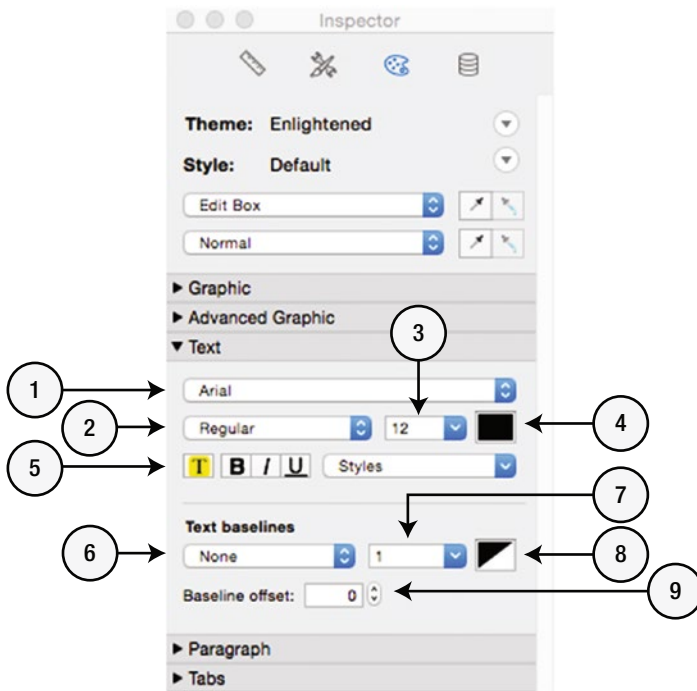 Inspector
Theme: Enlightened
Style: Default
Edit Box
Normal
Graphic
Advanced Graphic
Text
3
1
Arial
2
Regular
12
4
5
T B I U Styles
7
Text baselines
6
None
1
8
Baseline offset: 0
9
Paragraph
Tabs